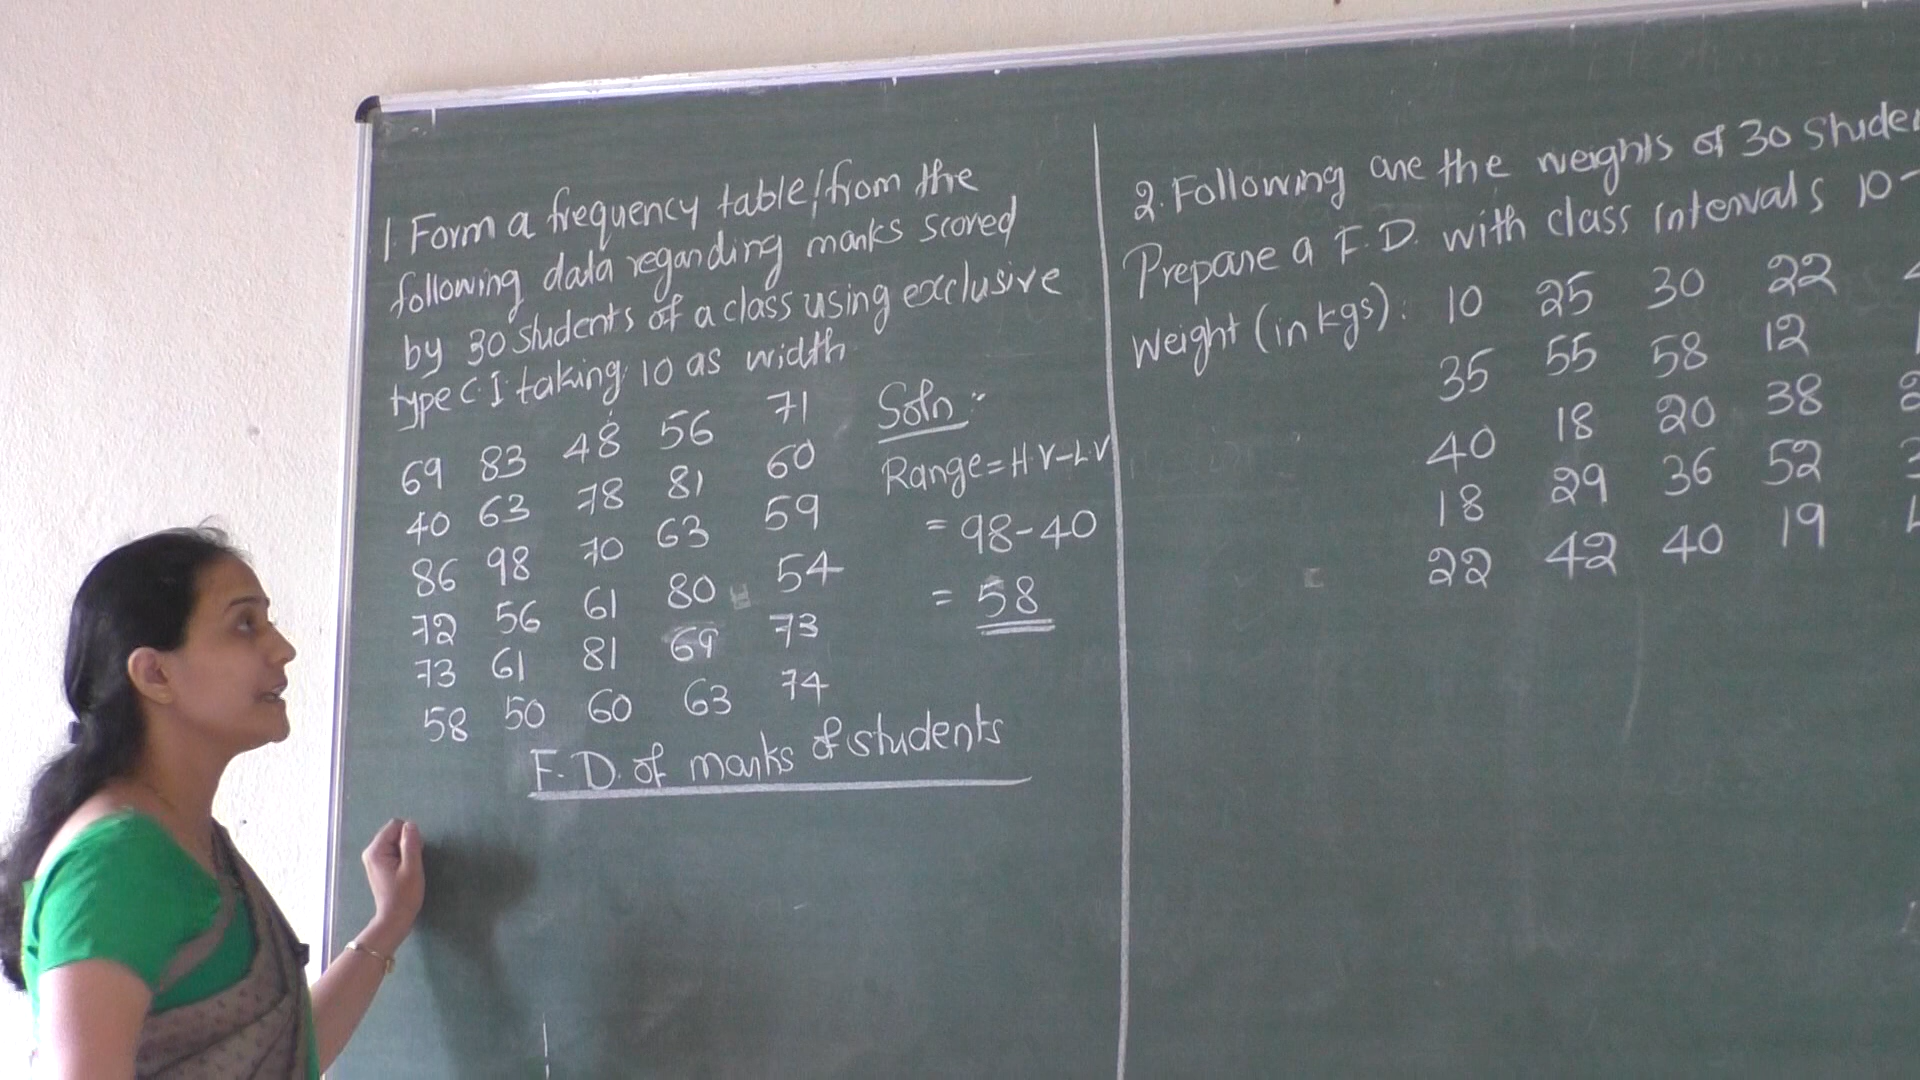 1. Form a frequency table/from the
following data regarding marks scored
by 30 students of a class using exclusive
type C.I. taking 10 as width
69 83 48 56 71
40 63 78 81 60
86 98 70 63 59
72 56 61 80 54
73 61 81 69 73
58 50 60 63 74
Soln :-
Range = H.V-L.V
= 98-40
= 58
F.D. of marks of students
2. Following are the weights of 30
Prepare a F.D. with class intervals 10-
Weight (in kgs): 10 25 30 22
35 55 58 12
40 18 20 38
18 29 36 52
22 42 40 19